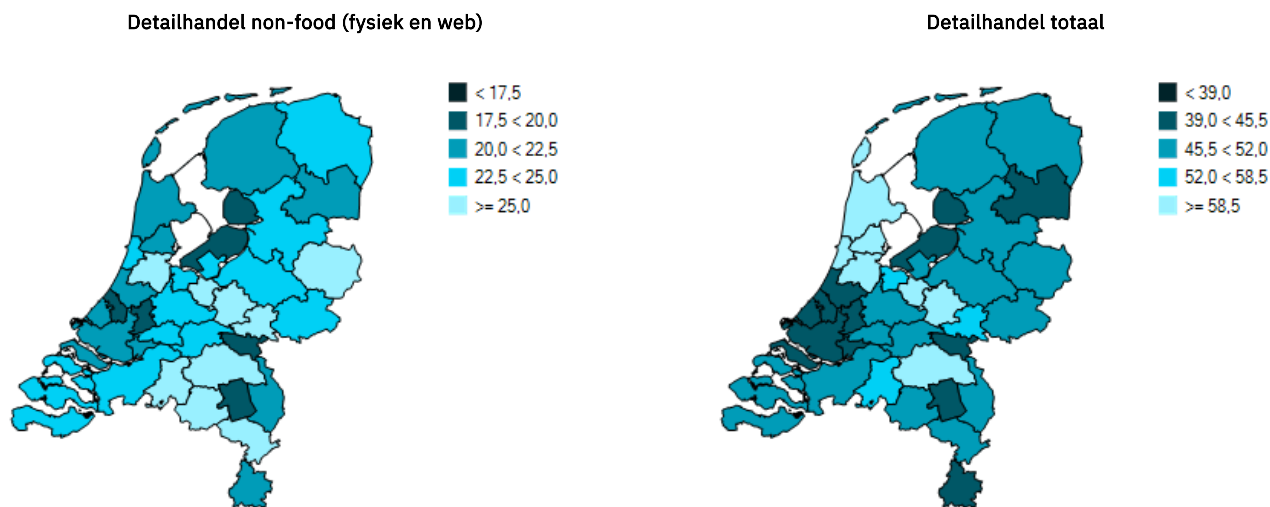 Detailhandel non-food (fysiek en web)
< 17,5
17,5 < 20,0
20,0 < 22,5
22,5 < 25,0
>= 25,0
Detailhandel totaal
< 39,0
39,0 < 45,5
45,5 < 52,0
52,0 < 58,5
>= 58,5